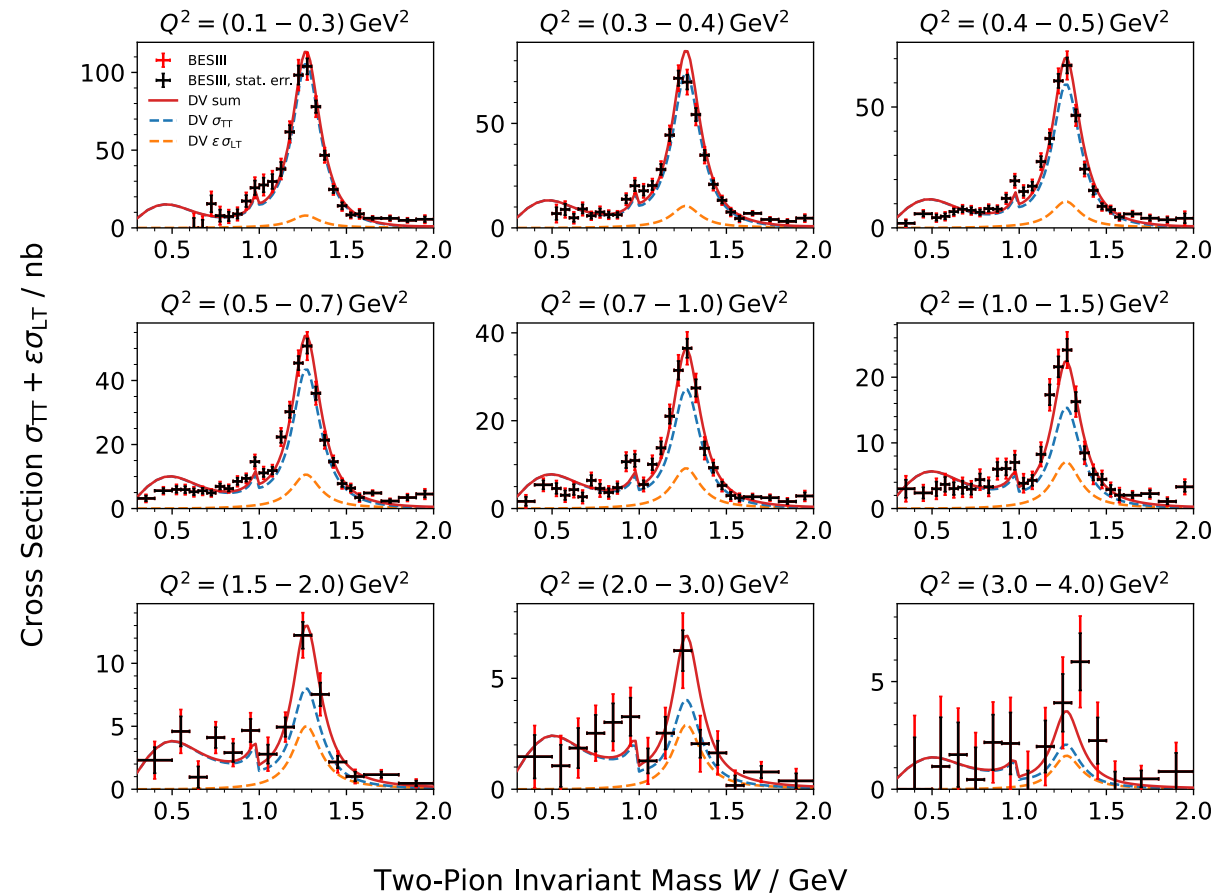 Q² = (0.1 − 0.3) GeV²
Q² = (0.3 − 0.4) GeV²
Q² = (0.4 − 0.5) GeV²
BESIII
BESIII, stat. err.
DV sum
DV σ_TT
DV ε σ_LT
100
50
0
0.5 1.0 1.5 2.0
50
0
0.5 1.0 1.5 2.0
50
0
0.5 1.0 1.5 2.0
Q² = (0.5 − 0.7) GeV²
Q² = (0.7 − 1.0) GeV²
Q² = (1.0 − 1.5) GeV²
40
20
0
0.5 1.0 1.5 2.0
40
20
0
0.5 1.0 1.5 2.0
20
10
0
0.5 1.0 1.5 2.0
Q² = (1.5 − 2.0) GeV²
Q² = (2.0 − 3.0) GeV²
Q² = (3.0 − 4.0) GeV²
10
5
0
0.5 1.0 1.5 2.0
5
0
0.5 1.0 1.5 2.0
5
0
0.5 1.0 1.5 2.0
Cross Section σ_TT + εσ_LT / nb
Two-Pion Invariant Mass W / GeV